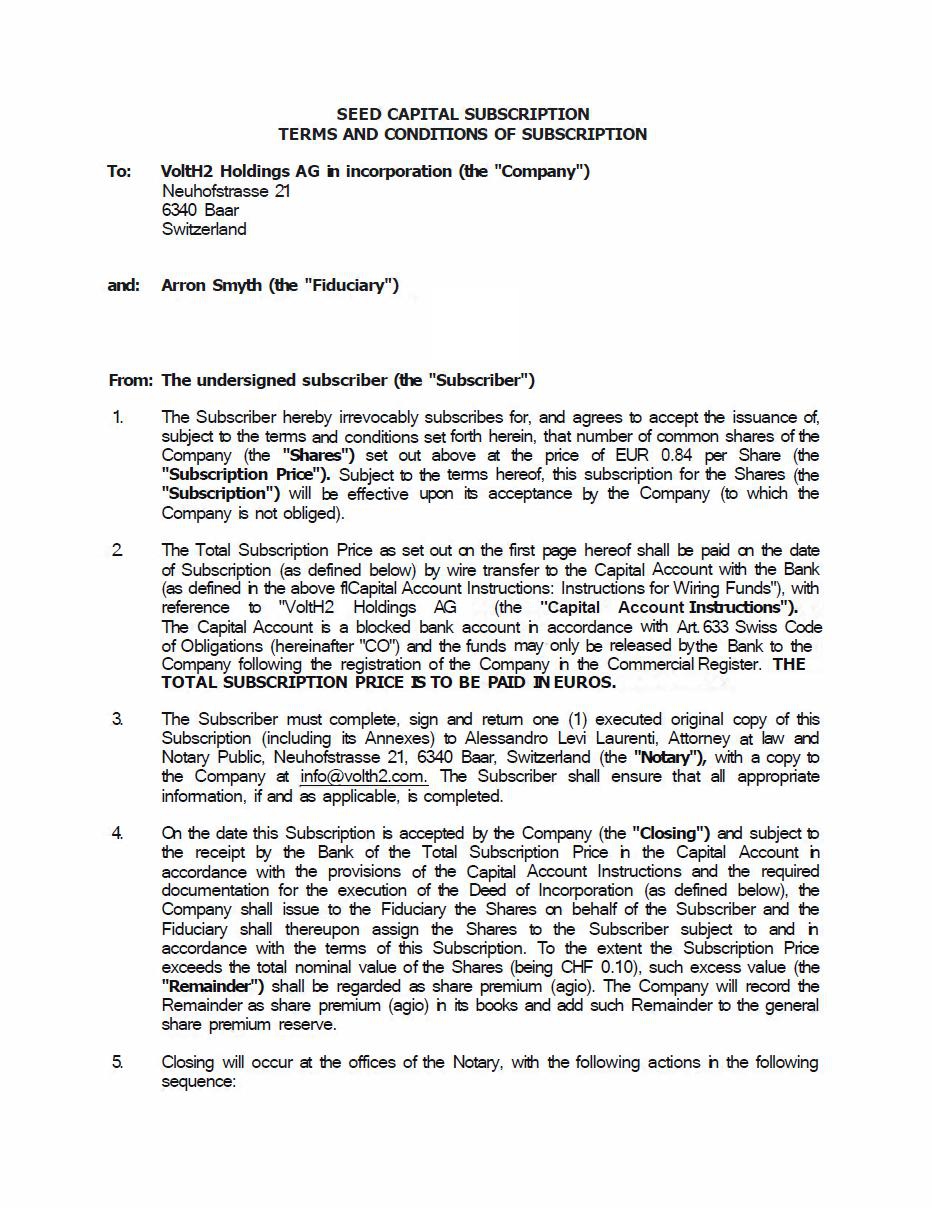 SEED CAPITAL SUBSCRIPTION
TERMS AND CONDITIONS OF SUBSCRIPTION
To: VoltH2 Holdings AG in incorporation (the "Company")
Neuhofstrasse 21
6340 Baar
Switzerland
and: Arron Smyth (the "Fiduciary")
From: The undersigned subscriber (the "Subscriber")
1. The Subscriber hereby irrevocably subscribes for, and agrees to accept the issuance of,
subject to the terms and conditions set forth herein, that number of common shares of the
Company (the "Shares") set out above at the price of EUR 0.84 per Share (the
"Subscription Price"). Subject to the terms hereof, this subscription for the Shares (the
"Subscription") will be effective upon its acceptance by the Company (to which the
Company is not obliged).
2. The Total Subscription Price as set out on the first page hereof shall be paid on the date
of Subscription (as defined below) by wire transfer to the Capital Account with the Bank
(as defined in the above flCapital Account Instructions: Instructions for Wiring Funds"), with
reference to "VoltH2 Holdings AG (the "Capital Account Instructions").
The Capital Account is a blocked bank account in accordance with Art. 633 Swiss Code
of Obligations (hereinafter "CO") and the funds may only be released by the Bank to the
Company following the registration of the Company in the Commercial Register. THE
TOTAL SUBSCRIPTION PRICE IS TO BE PAID IN EUROS.
3. The Subscriber must complete, sign and return one (1) executed original copy of this
Subscription (including its Annexes) to Alessandro Levi Laurenti, Attorney at law and
Notary Public, Neuhofstrasse 21, 6340 Baar, Switzerland (the "Notary"), with a copy to
the Company at info@volth2.com. The Subscriber shall ensure that all appropriate
information, if and as applicable, is completed.
4. On the date this Subscription is accepted by the Company (the "Closing") and subject to
the receipt by the Bank of the Total Subscription Price in the Capital Account in
accordance with the provisions of the Capital Account Instructions and the required
documentation for the execution of the Deed of Incorporation (as defined below), the
Company shall issue to the Fiduciary the Shares on behalf of the Subscriber and the
Fiduciary shall thereupon assign the Shares to the Subscriber subject to and in
accordance with the terms of this Subscription. To the extent the Subscription Price
exceeds the total nominal value of the Shares (being CHF 0.10), such excess value (the
"Remainder") shall be regarded as share premium (agio). The Company will record the
Remainder as share premium (agio) in its books and add such Remainder to the general
share premium reserve.
5. Closing will occur at the offices of the Notary, with the following actions in the following
sequence: